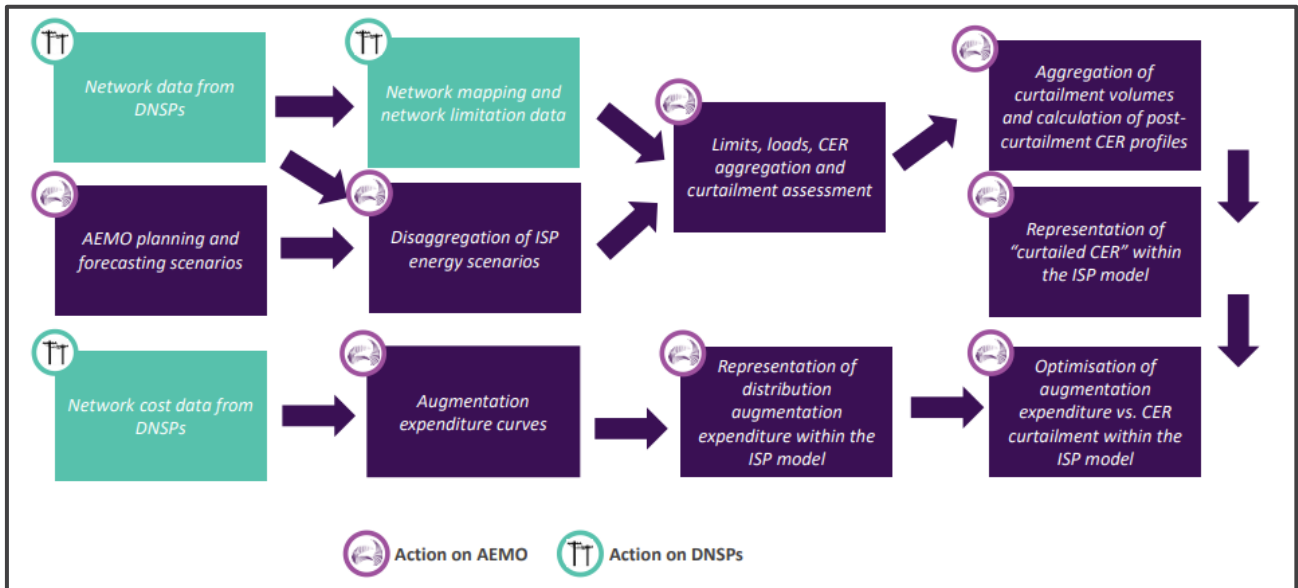 Network data from
DNSPs
Network mapping and
network limitation data
Limits, loads, CER
aggregation and
curtailment assessment
Aggregation of
curtailment volumes
and calculation of post-
curtailment CER profiles
AEMO planning and
forecasting scenarios
Disaggregation of ISP
energy scenarios
Representation of
“curtailed CER” within
the ISP model
Network cost data from
DNSPs
Augmentation
expenditure curves
Representation of
distribution
augmentation
expenditure within the
ISP model
Optimisation of
augmentation
expenditure vs. CER
curtailment within the
ISP model
Action on AEMO
Action on DNSPs